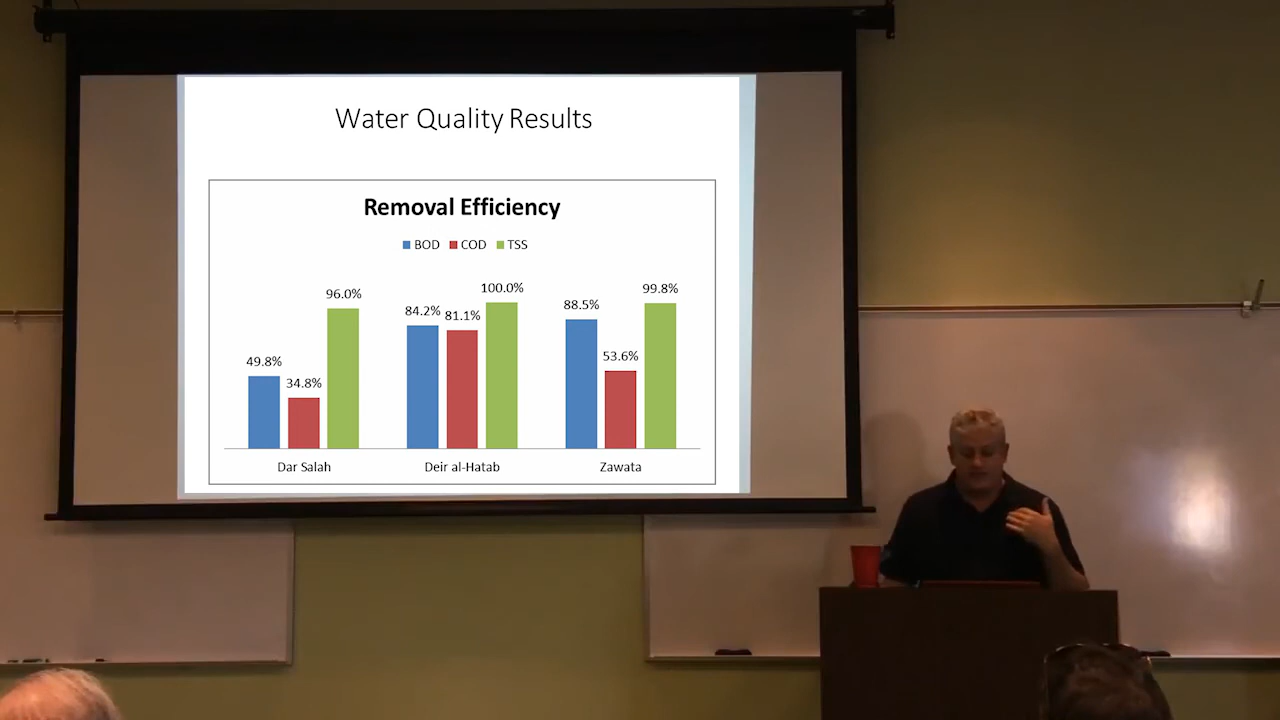 Water Quality Results
Removal Efficiency
BOD COD TSS
49.8% 34.8% 96.0% 84.2% 81.1% 100.0% 88.5% 53.6% 99.8%
Dar Salah Deir al-Hatab Zawata